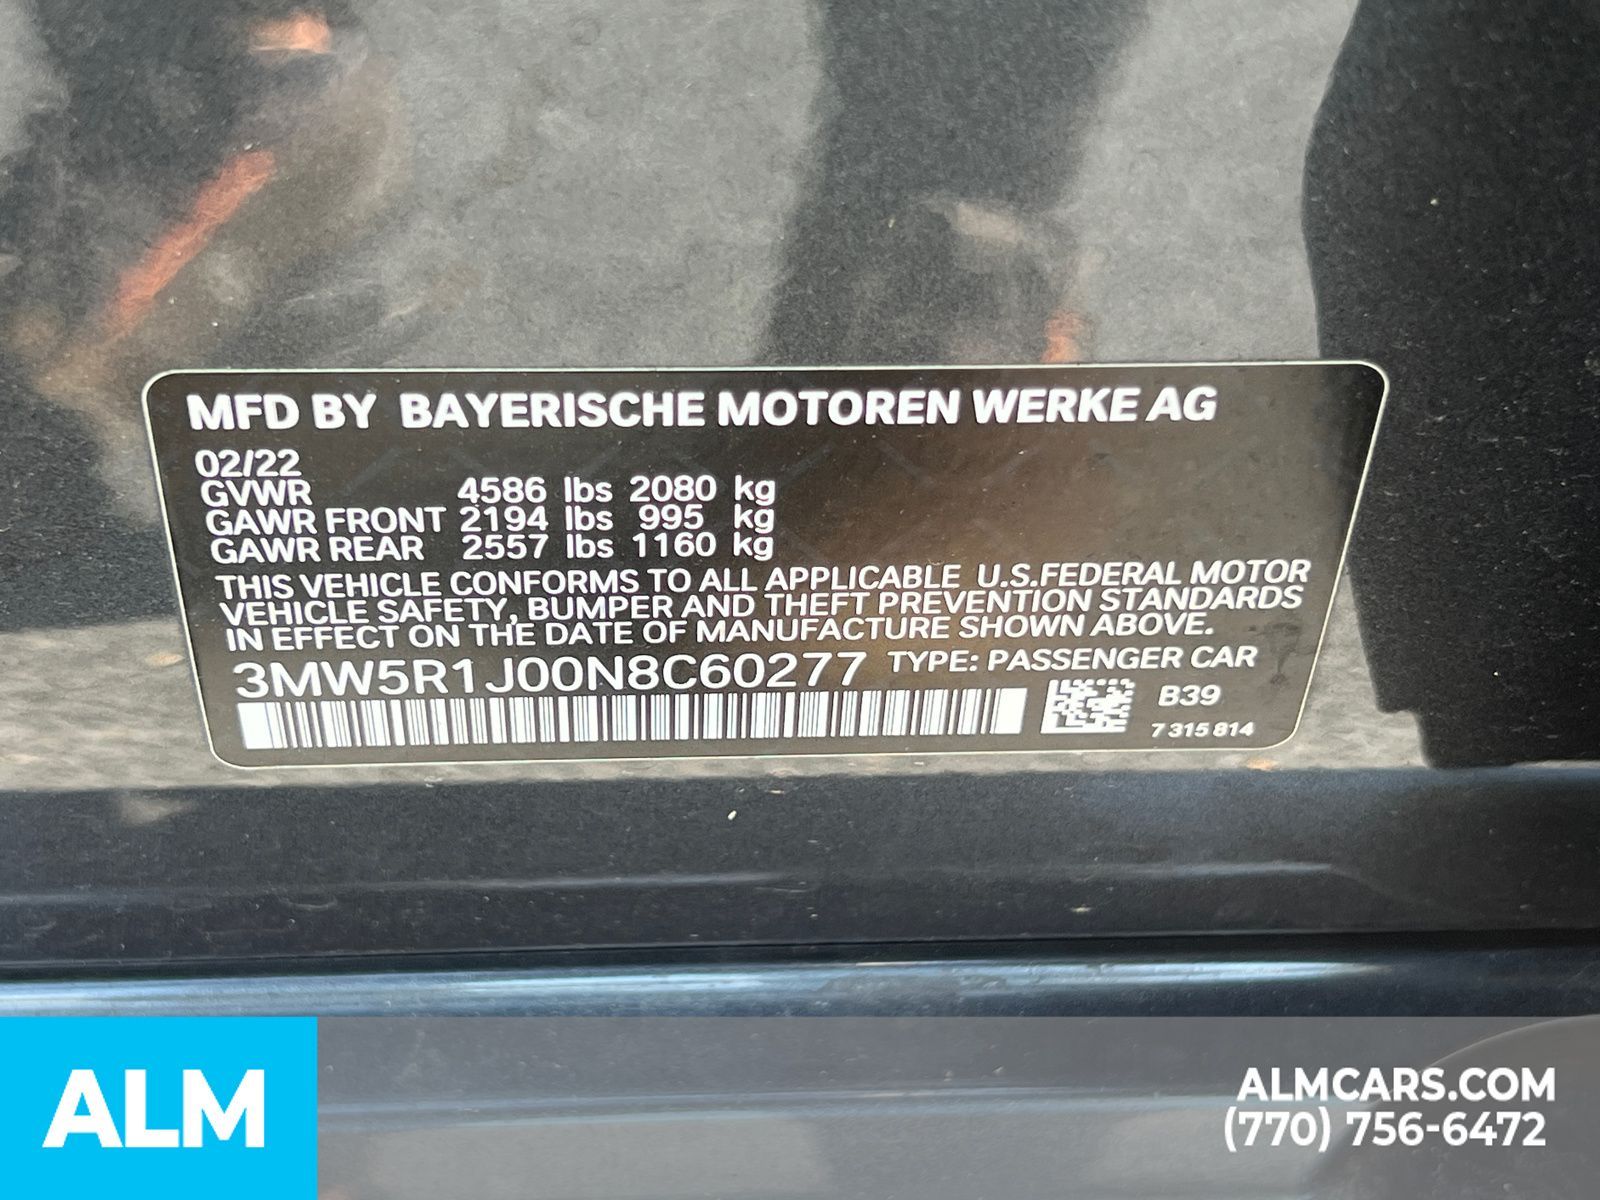 MFD BY BAYERISCHE MOTOREN WERKE AG
02/22
GVWR 4586 lbs 2080 kg
GAWR FRONT 2194 lbs 995 kg
GAWR REAR 2557 lbs 1160 kg
THIS VEHICLE CONFORMS TO ALL APPLICABLE U.S.FEDERAL MOTOR
VEHICLE SAFETY, BUMPER AND THEFT PREVENTION STANDARDS
IN EFFECT ON THE DATE OF MANUFACTURE SHOWN ABOVE.
3MW5R1J00N8C60277 TYPE: PASSENGER CAR
B39
7 315 814
ALM
ALMCARS.COM
(770) 756-6472